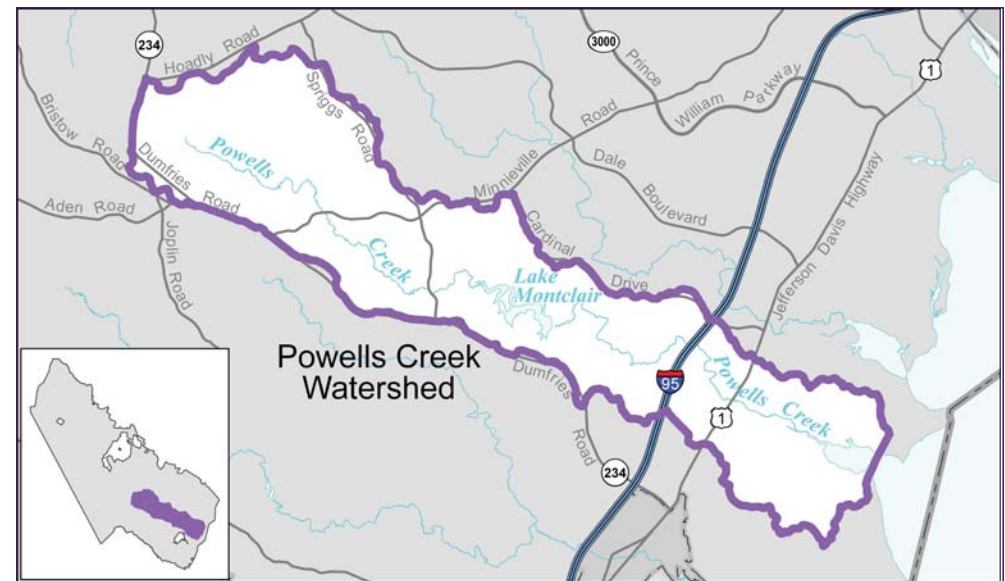 234
Hoadly Road
3000
Prince William Parkway
1
Bristow Road
Spriggs Road
Powells Creek
Dumfries Road
Minnieville Road
Dale Boulevard
Aden Road
Joplin Road
Cardinal Drive
Jefferson Davis Highway
Lake
Montclair
Powells Creek
Watershed
Dumfries Road
95
Powells Creek
1
234